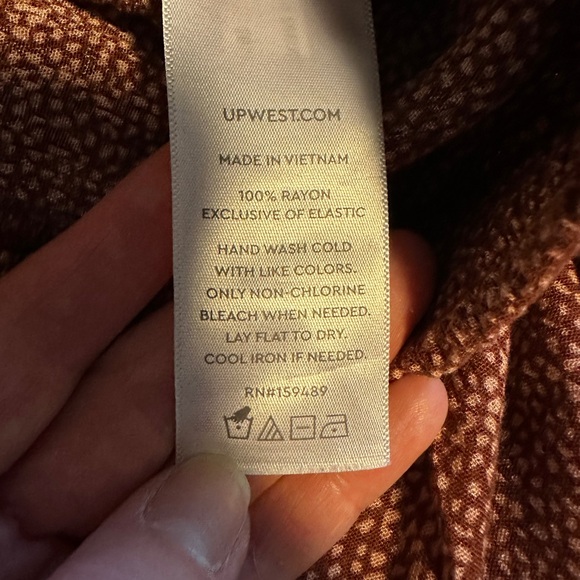 UPWEST.COM
MADE IN VIETNAM
100% RAYON
EXCLUSIVE OF ELASTIC
HAND WASH COLD
WITH LIKE COLORS.
ONLY NON-CHLORINE
BLEACH WHEN NEEDED.
LAY FLAT TO DRY.
COOL IRON IF NEEDED.
RN#159489